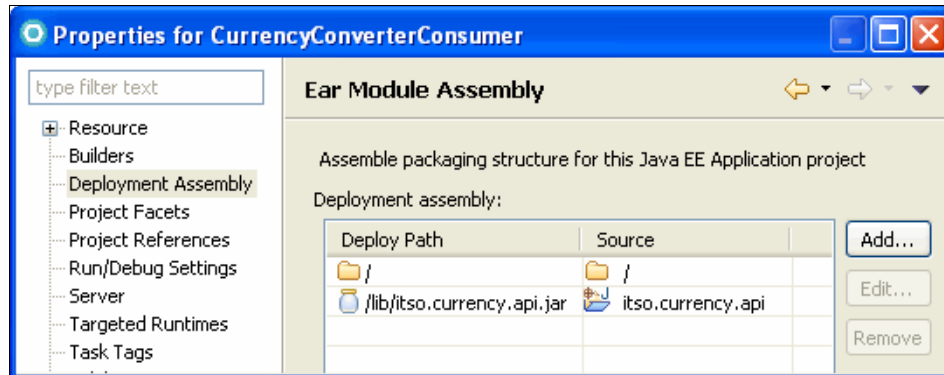 Properties for CurrencyConverterConsumer
type filter text
Resource
Builders
Deployment Assembly
Project Facets
Project References
Run/Debug Settings
Server
Targeted Runtimes
Task Tags
Ear Module Assembly
Assemble packaging structure for this Java EE Application project
Deployment assembly:
Deploy Path Source
/ /
/lib/itso.currency.api.jar itso.currency.api
Add...
Edit...
Remove